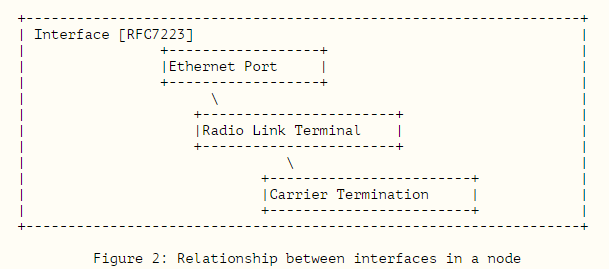 Interface [RFC7223]
Ethernet Port
Radio Link Terminal
Carrier Termination
Figure 2: Relationship between interfaces in a node